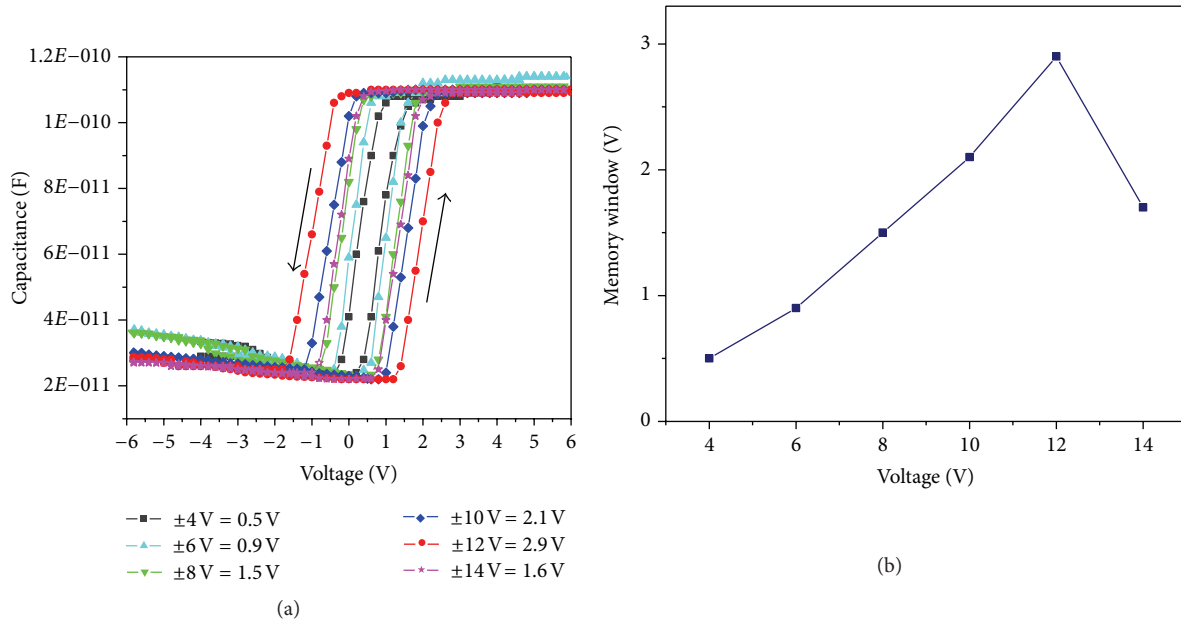 1.2E−010
1E−010
8E−011
6E−011
4E−011
2E−011
Capacitance (F)
−6 −5 −4 −3 −2 −1 0 1 2 3 4 5 6
Voltage (V)
±4 V = 0.5 V
±6 V = 0.9 V
±8 V = 1.5 V
±10 V = 2.1 V
±12 V = 2.9 V
±14 V = 1.6 V
(a)
3
2
1
0
Memory window (V)
4 6 8 10 12 14
Voltage (V)
(b)